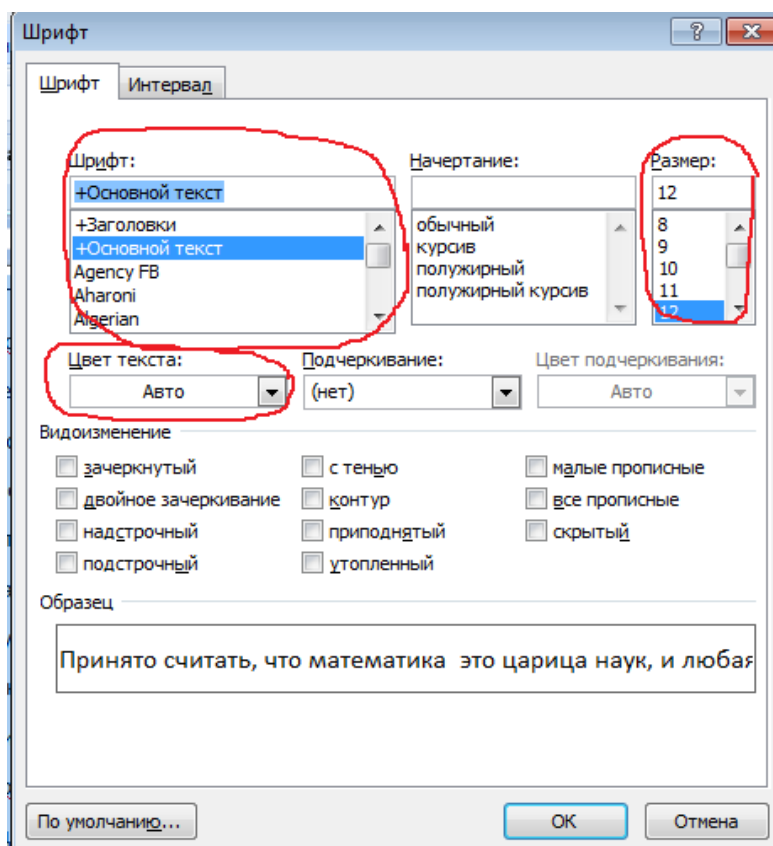 Шрифт
Шрифт Интервал
Шрифт: Начертание: Размер:
+Основной текст 12
+Заголовки обычный 8
+Основной текст курсив 9
Agency FB полужирный 10
Aharoni полужирный курсив 11
Algerian 12
Цвет текста: Подчеркивание: Цвет подчеркивания:
Авто (нет) Авто
Видоизменение
зачеркнутый с тенью малые прописные
двойное зачеркивание контур все прописные
надстрочный приподнятый скрытый
подстрочный утопленный
Образец
Принято считать, что математика это царица наук, и любая
По умолчанию... ОК Отмена